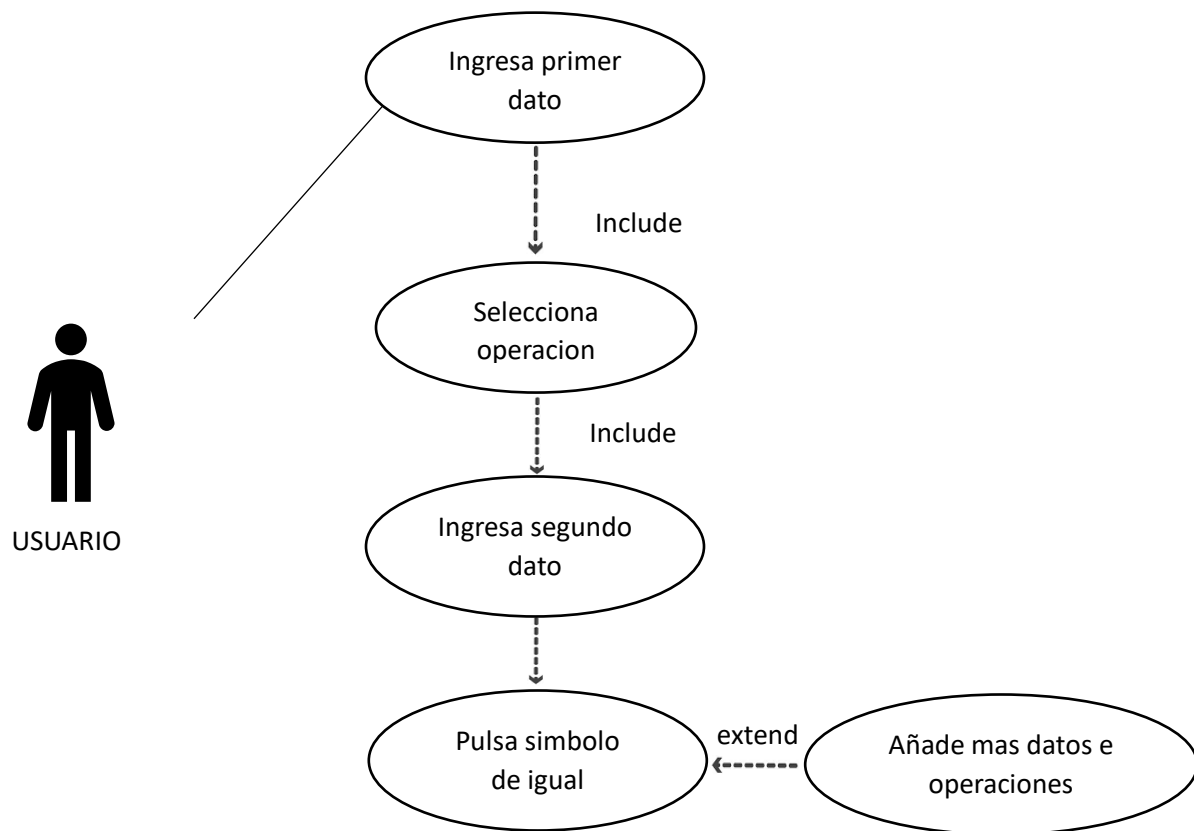 Ingresa primer
dato
Include
Selecciona
operacion
Include
Ingresa segundo
dato
USUARIO
Pulsa simbolo
de igual
extend
Añade mas datos e
operaciones